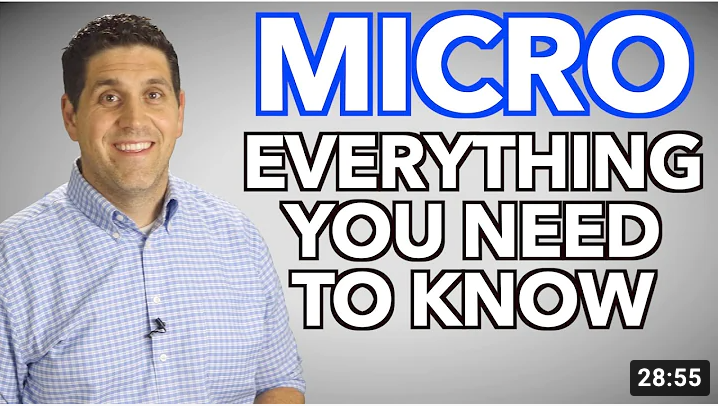 MICRO
EVERYTHING
YOU NEED
TO KNOW
28:55